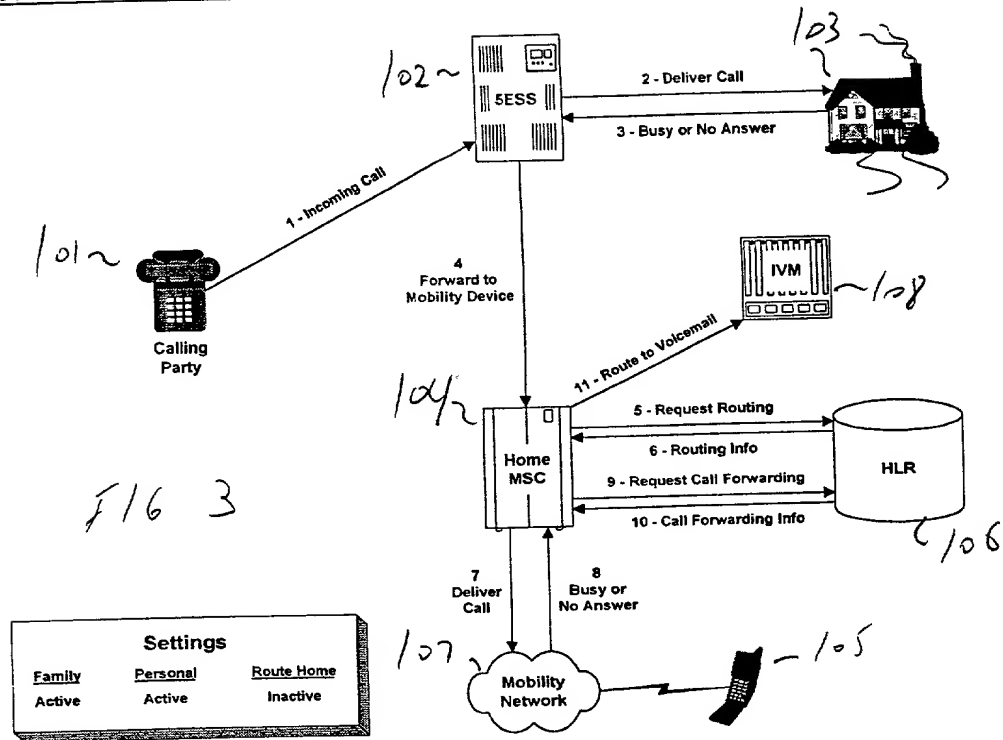 102
5ESS
103
2 - Deliver Call
3 - Busy or No Answer
1 - Incoming Call
101
Calling
Party
4
Forward to
Mobility Device
IVM
108
11 - Route to Voicemail
104
Home
MSC
5 - Request Routing
6 - Routing Info
9 - Request Call Forwarding
10 - Call Forwarding Info
HLR
106
FIG 3
7
Deliver
Call
8
Busy or
No Answer
107
Mobility
Network
105
Settings
Family Personal Route Home
Active Active Inactive